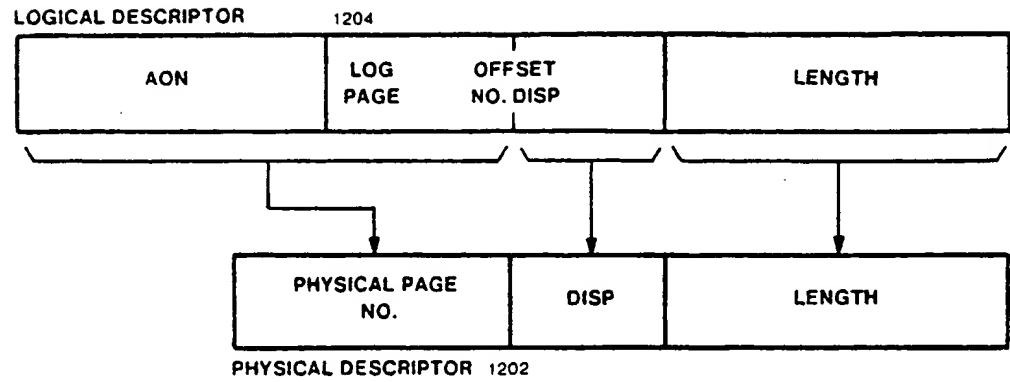 LOGICAL DESCRIPTOR 1204
AON
LOG OFFSET
PAGE NO. DISP
LENGTH
PHYSICAL PAGE
NO.
DISP
LENGTH
PHYSICAL DESCRIPTOR 1202